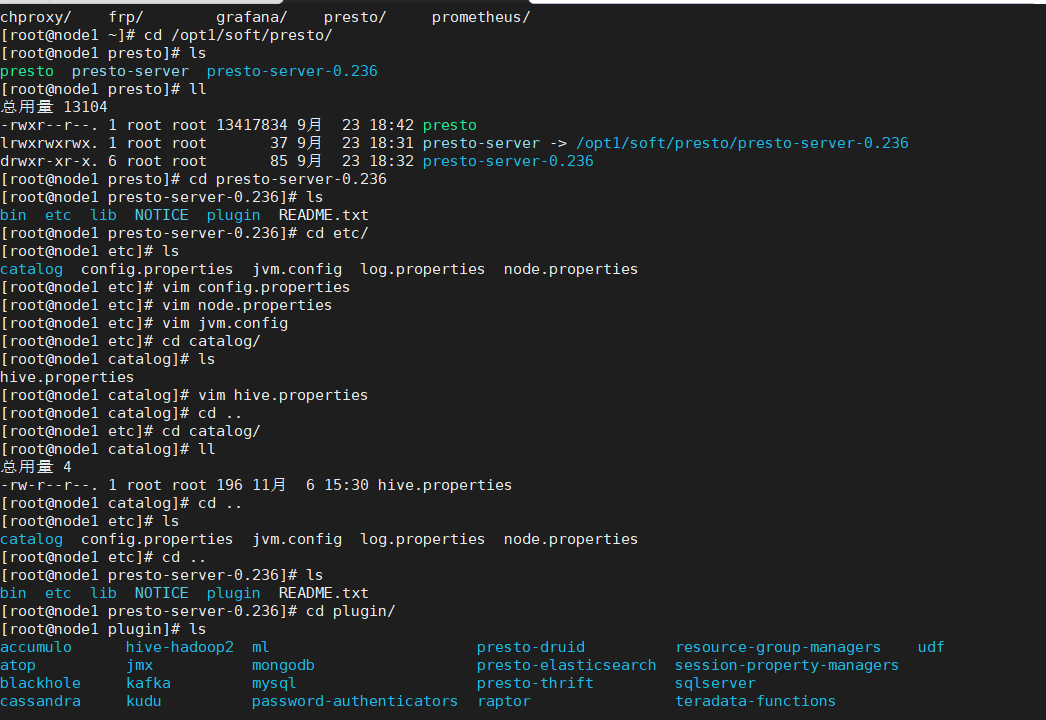 chproxy/    frp/        grafana/    presto/     prometheus/
[root@node1 ~]# cd /opt1/soft/presto/
[root@node1 presto]# ls
presto  presto-server  presto-server-0.236
[root@node1 presto]# ll
总用量 13104
-rwxr--r--. 1 root root 13417834 9月  23 18:42 presto
lrwxrwxrwx. 1 root root       37 9月  23 18:31 presto-server -> /opt1/soft/presto/presto-server-0.236
drwxr-xr-x. 6 root root       85 9月  23 18:32 presto-server-0.236
[root@node1 presto]# cd presto-server-0.236
[root@node1 presto-server-0.236]# ls
bin  etc  lib  NOTICE  plugin  README.txt
[root@node1 presto-server-0.236]# cd etc/
[root@node1 etc]# ls
catalog  config.properties  jvm.config  log.properties  node.properties
[root@node1 etc]# vim config.properties
[root@node1 etc]# vim node.properties
[root@node1 etc]# vim jvm.config
[root@node1 etc]# cd catalog/
[root@node1 catalog]# ls
hive.properties
[root@node1 catalog]# vim hive.properties
[root@node1 catalog]# cd ..
[root@node1 etc]# cd catalog/
[root@node1 catalog]# ll
总用量 4
-rw-r--r--. 1 root root 196 11月  6 15:30 hive.properties
[root@node1 catalog]# cd ..
[root@node1 etc]# ls
catalog  config.properties  jvm.config  log.properties  node.properties
[root@node1 etc]# cd ..
[root@node1 presto-server-0.236]# ls
bin  etc  lib  NOTICE  plugin  README.txt
[root@node1 presto-server-0.236]# cd plugin/
[root@node1 plugin]# ls
accumulo      hive-hadoop2  ml                       presto-druid          resource-group-managers    udf
atop          jmx           mongodb                  presto-elasticsearch  session-property-managers
blackhole     kafka         mysql                    presto-thrift         sqlserver
cassandra     kudu          password-authenticators  raptor                teradata-functions